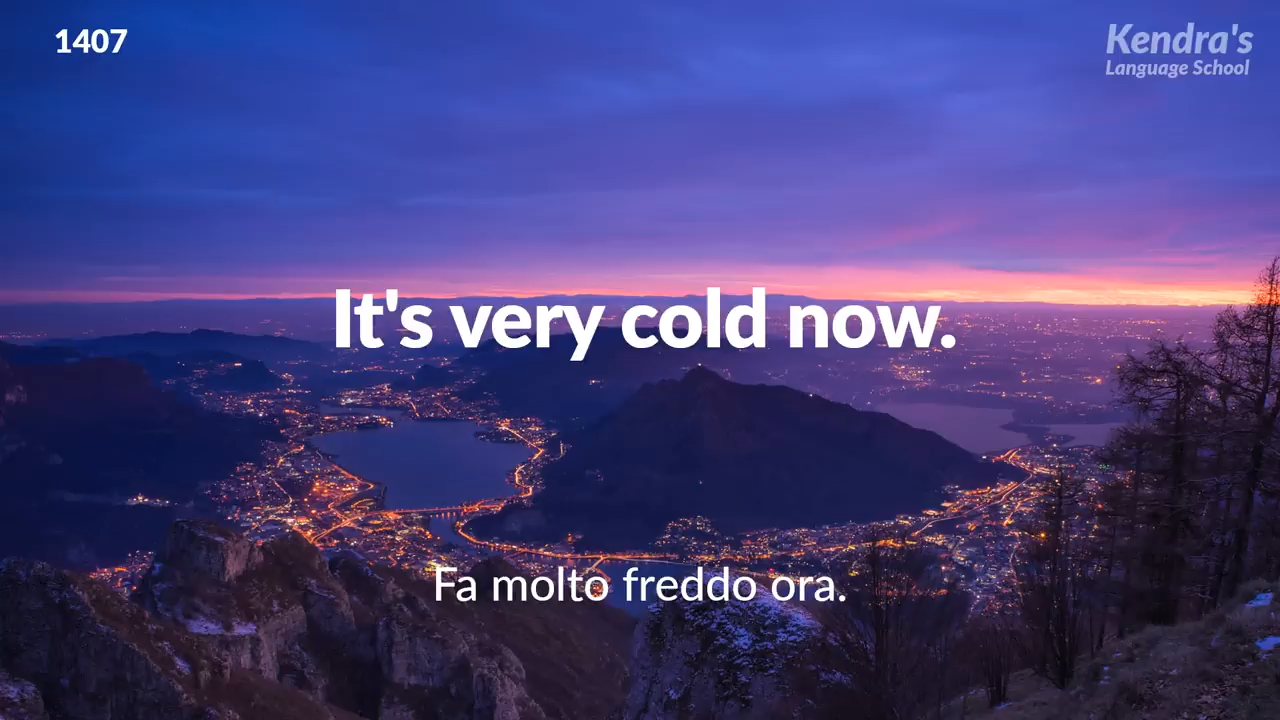 1407
Kendra's
Language School
It's very cold now.
Fa molto freddo ora.